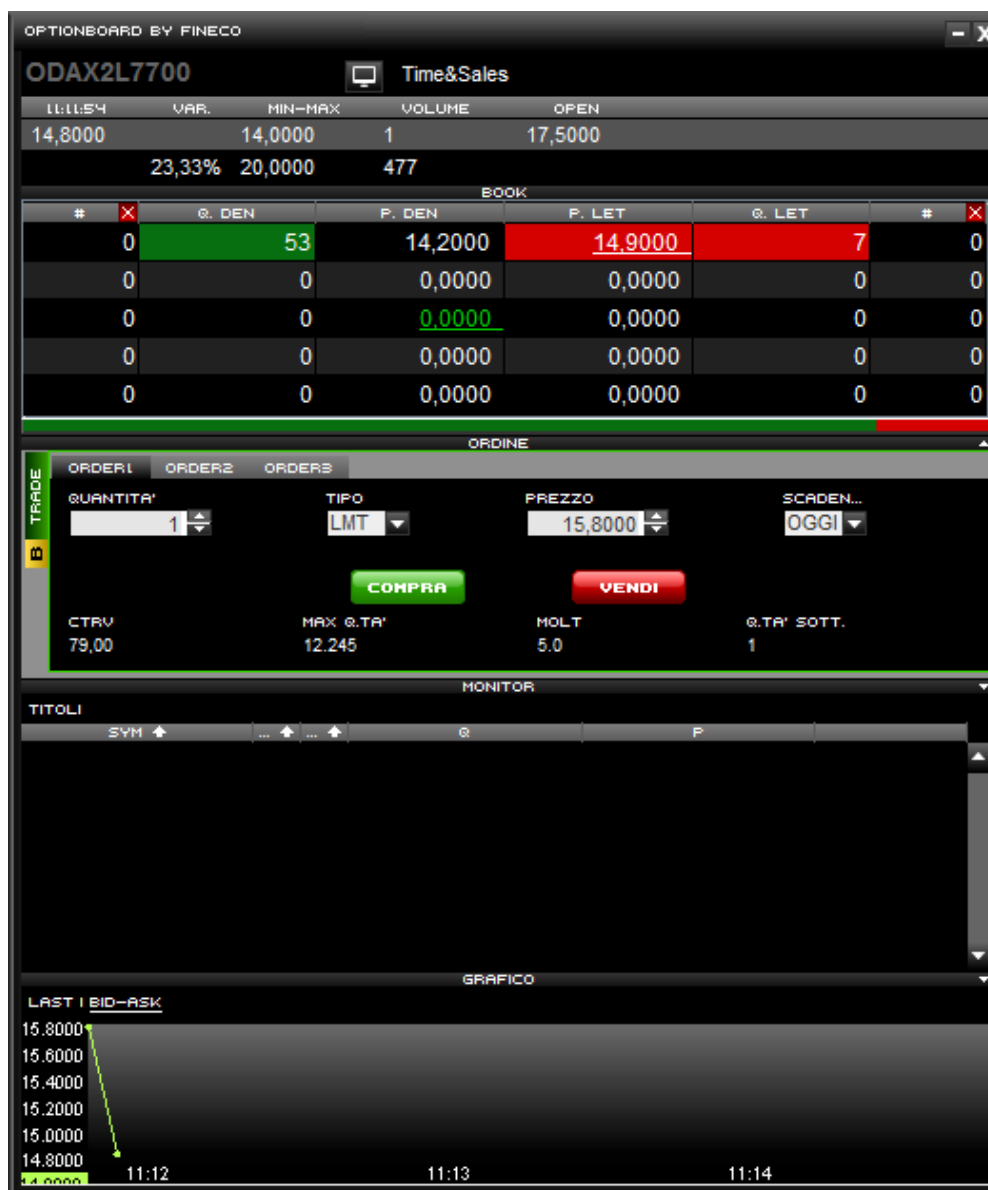 OPTIONBOARD BY FINECO
ODAX2L7700 Time&Sales
11:11:54 VAR. MIN-MAX VOLUME OPEN
14,8000 14,0000 1 17,5000
23,33% 20,0000 477
BOOK
# Q. DEN P. DEN P. LET Q. LET #
0 53 14,2000 14,9000 7 0
0 0 0,0000 0,0000 0 0
0 0 0,0000 0,0000 0 0
0 0 0,0000 0,0000 0 0
0 0 0,0000 0,0000 0 0
ORDINE
TRADE
B
ORDER1 ORDER2 ORDER3
QUANTITA' TIPO PREZZO SCADEN...
1 LMT 15,8000 OGGI
COMPRA VENDI
CTRV MAX Q.TA' MOLT Q.TA' SOTT.
79,00 12.245 5.0 1
MONITOR
TITOLI
SYM ... ... Q P
GRAFICO
LAST | BID-ASK
15.8000
15.6000
15.4000
15.2000
15.0000
14.8000
11:12 11:13 11:14